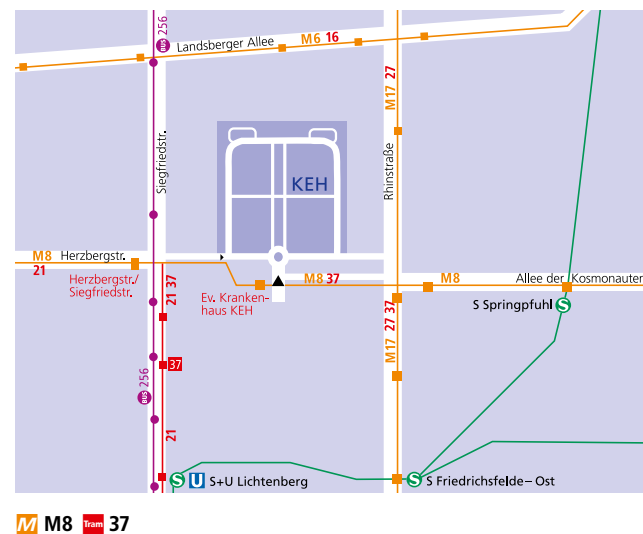 BUS 256
Landsberger Allee
M6 16
M17 27
Siegfriedstr.
Rhinstraße
KEH
M8
21
Herzbergstr.
Herzbergstr./
Siegfriedstr.
21 37
Ev. Kranken-
haus KEH
M8 37
M8
Allee der Kosmonauten
S Springpfuhl S
M17 27 37
37
BUS 256
21
S U S+U Lichtenberg
S S Friedrichsfelde– Ost
M M8 Tram 37